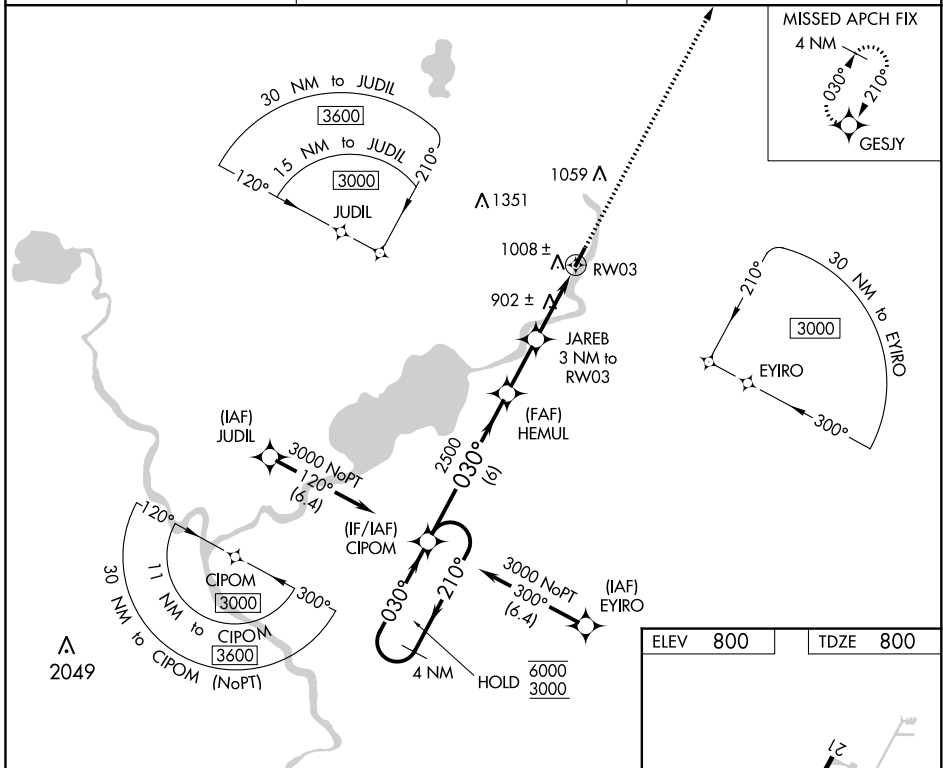 MISSED APCH FIX
4 NM
030°
210°
GESJY
30 NM to JUDIL
3600
15 NM to JUDIL
3000
120°
210°
JUDIL
1059
1351
1008 ±
RW03
902 ±
JAREB
3 NM to
RW03
210°
30 NM to EYIRO
3000
EYIRO
300°
(FAF)
HEMUL
(IAF)
JUDIL
3000 NoPT
120°
(6.4)
2500
030°
(6)
(IF/IAF)
CIPOM
120°
CIPOM
3000
300°
11 NM to CIPOM
3600
30 NM to CIPOM (NoPT)
2049
030°
210°
4 NM
HOLD
6000
3000
3000 NoPT
300°
(6.4)
(IAF)
EYIRO
ELEV 800
TDZE 800
21